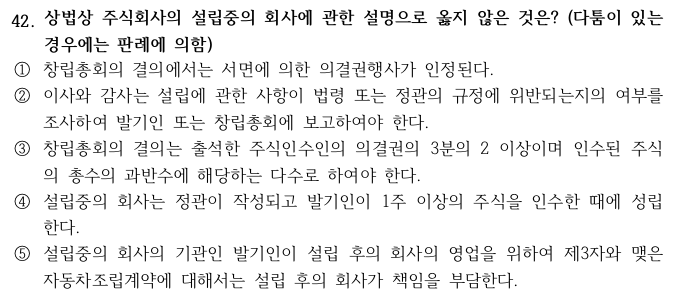 42. 상법상 주식회사의 설립중의 회사에 관한 설명으로 옳지 않은 것은? (다툼이 있는
경우에는 판례에 의함)
① 창립총회의 결의에서는 서면에 의한 의결권행사가 인정된다.
② 이사와 감사는 설립에 관한 사항이 법령 또는 정관의 규정에 위반되는지의 여부를
조사하여 발기인 또는 창립총회에 보고하여야 한다.
③ 창립총회의 결의는 출석한 주식인수인의 의결권의 3분의 2 이상이며 인수된 주식
의 총수의 과반수에 해당하는 다수로 하여야 한다.
④ 설립중의 회사는 정관이 작성되고 발기인이 1주 이상의 주식을 인수한 때에 성립
한다.
⑤ 설립중의 회사의 기관인 발기인이 설립 후의 회사의 영업을 위하여 제3자와 맺은
자동차조립계약에 대해서는 설립 후의 회사가 책임을 부담한다.